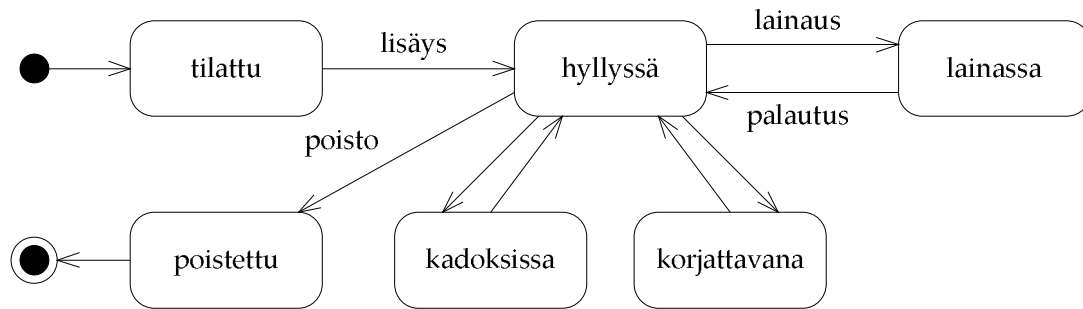 lainaus
lisäys
tilattu
hyllyssä
lainassa
palautus
poisto
poistettu
kadoksissa
korjattavana